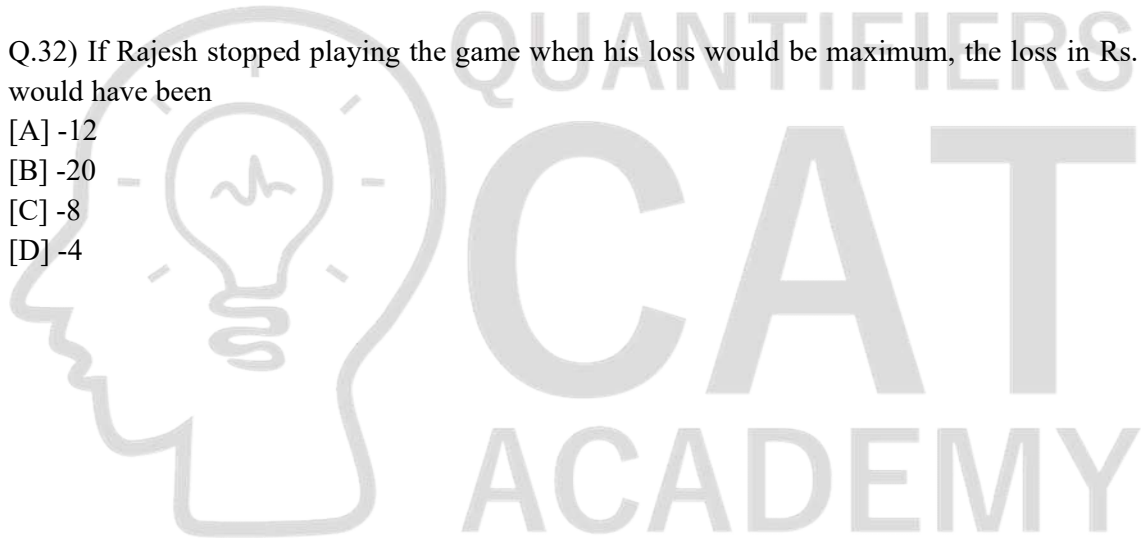 QUANTIFIERS
Q.32) If Rajesh stopped playing the game when his loss would be maximum, the loss in Rs.
would have been
[A] -12
[B] -20
[C] -8
[D] -4
CAT
ACADEMY